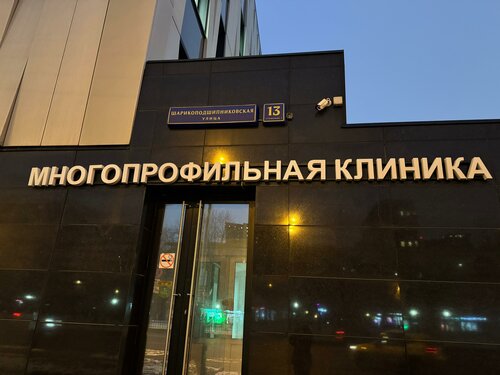 ШАРИКОПОДШИПНИКОВСКАЯ
УЛИЦА
13
МНОГОПРОФИЛЬНАЯ КЛИНИКА